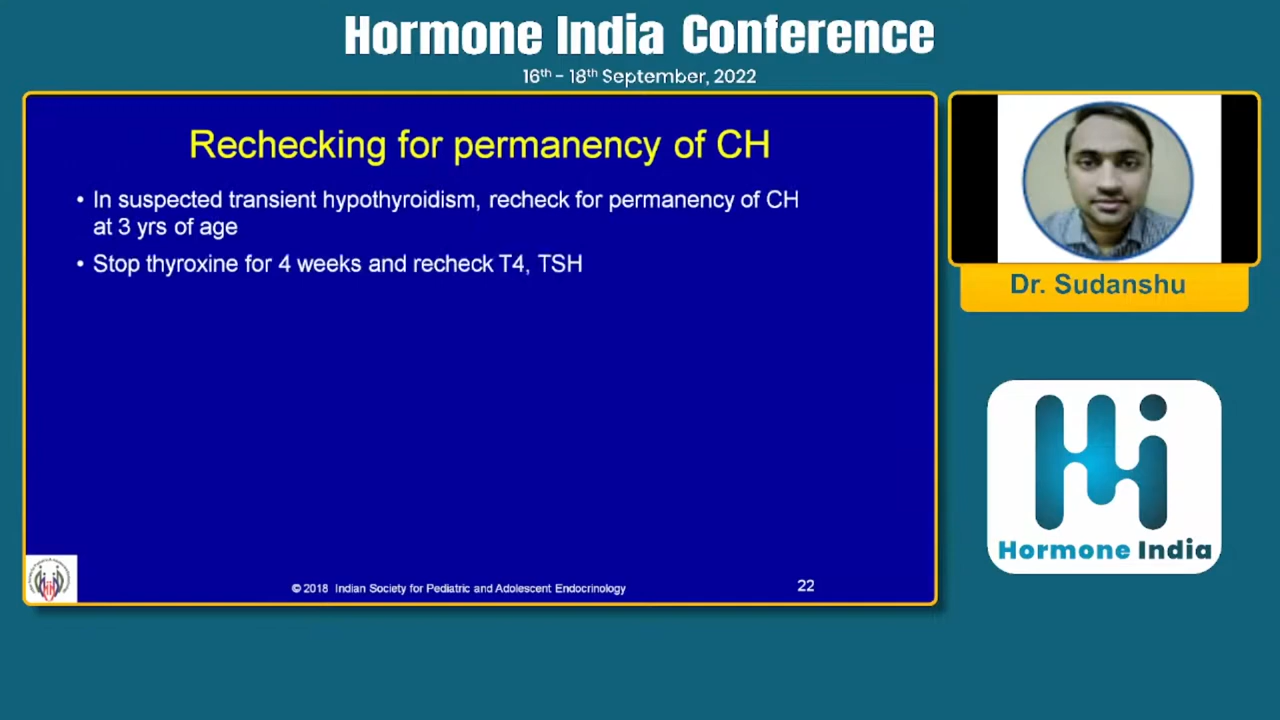 Hormone India Conference
16th - 18th September, 2022
Rechecking for permanency of CH
• In suspected transient hypothyroidism, recheck for permanency of CH
at 3 yrs of age
• Stop thyroxine for 4 weeks and recheck T4, TSH
© 2018 Indian Society for Pediatric and Adolescent Endocrinology
22
Dr. Sudanshu
Hi
Hormone India